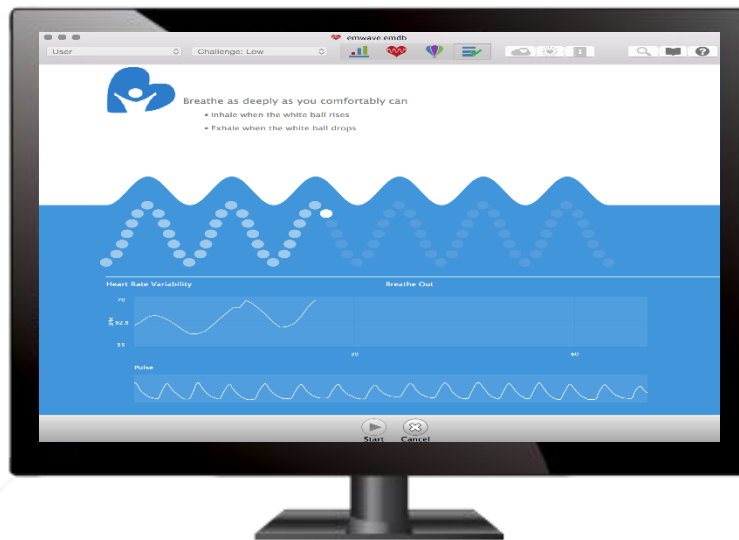 emwave.emdb
User
Challenge: Low
Breathe as deeply as you comfortably can
• Inhale when the white ball rises
• Exhale when the white ball drops
Heart Rate Variability
Breathe Out
70
62.5
55
30
60
Pulse
Start
Cancel